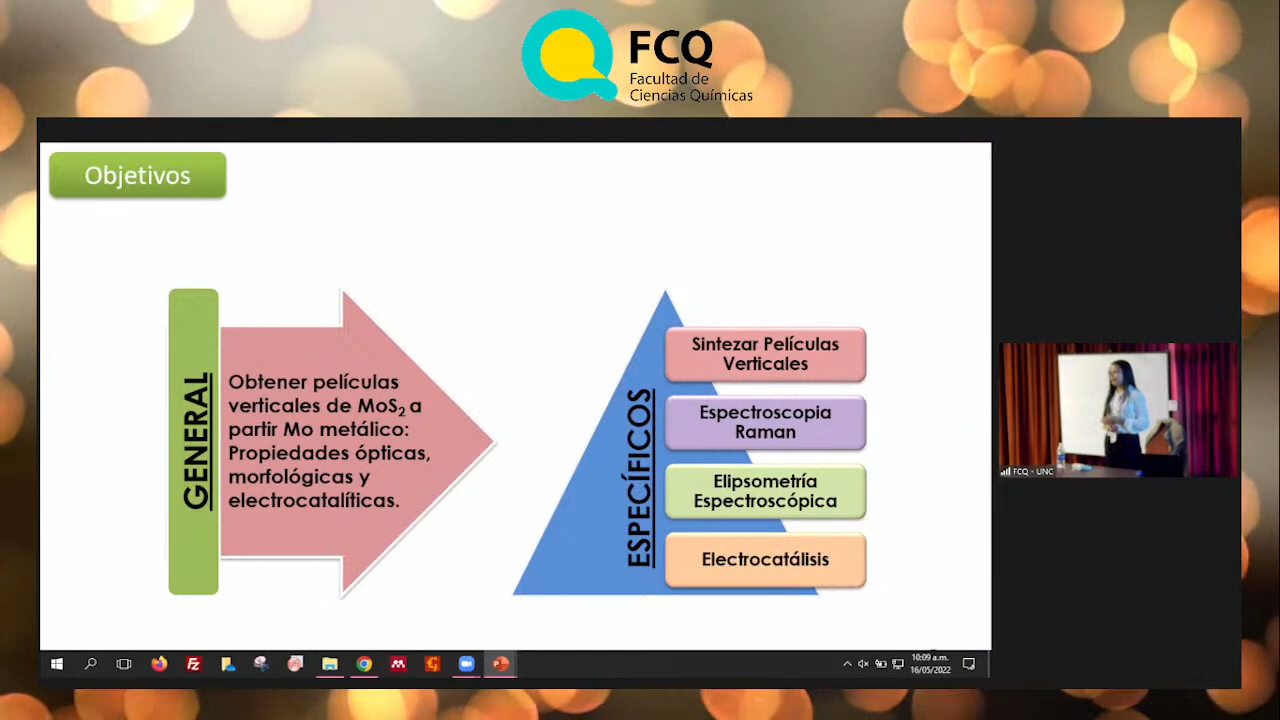 FCQ
Facultad de
Ciencias Químicas
Objetivos
GENERAL
Obtener películas
verticales de MoS₂ a
partir Mo metálico:
Propiedades ópticas,
morfológicas y
electrocatalíticas.
ESPECÍFICOS
Sintezar Películas
Verticales
Espectroscopia
Raman
Elipsometría
Espectroscópica
Electrocatálisis
FCQ - UNC
10:09 a.m.
16/05/2022